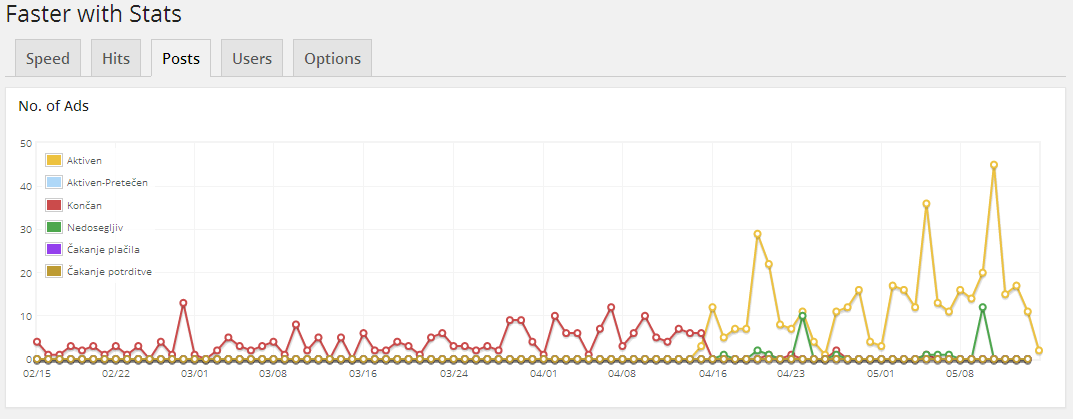 Faster with Stats
Speed Hits Posts Users Options
No. of Ads
50
40
30
20
10
0
Aktiven
Aktiven-Pretečen
Končan
Nedosegljiv
Čakanje plačila
Čakanje potrditve
02/15 02/22 03/01 03/08 03/16 03/24 04/01 04/08 04/16 04/23 05/01 05/08